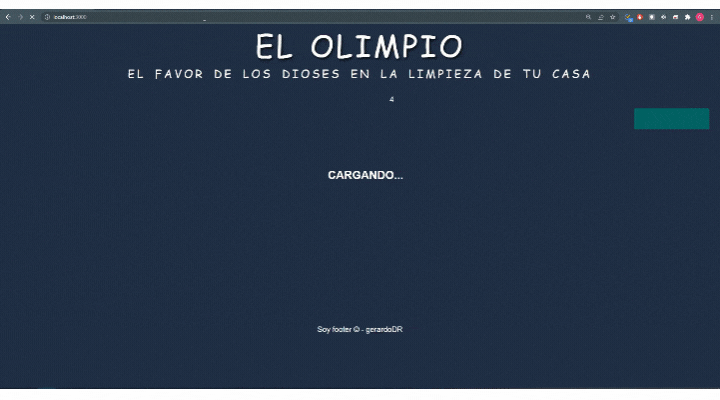 localhost:3000
EL OLIMPIO
EL FAVOR DE LOS DIOSES EN LA LIMPIEZA DE TU CASA
4
CARGANDO...
Soy footer © - gerardoDR